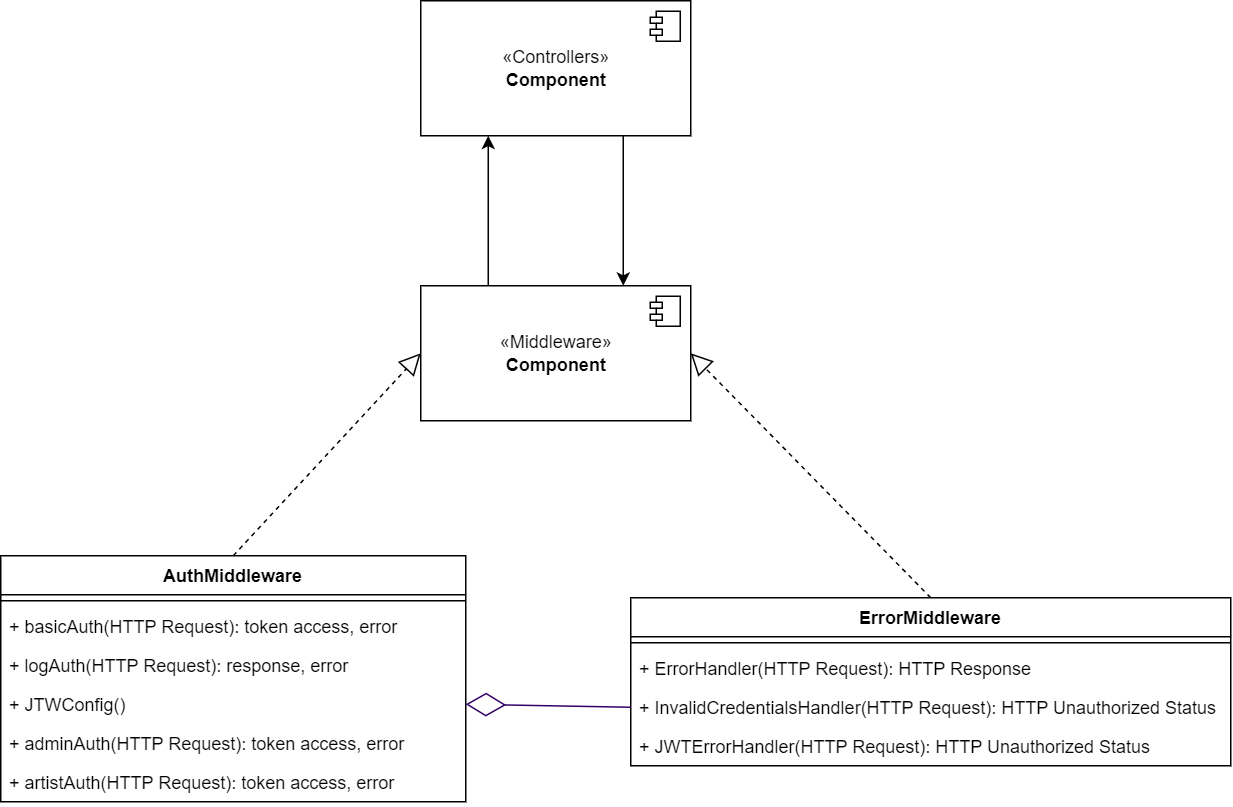 «Controllers»
Component
«Middleware»
Component
AuthMiddleware
+ basicAuth(HTTP Request): token access, error
+ logAuth(HTTP Request): response, error
+ JTWConfig()
+ adminAuth(HTTP Request): token access, error
+ artistAuth(HTTP Request): token access, error
ErrorMiddleware
+ ErrorHandler(HTTP Request): HTTP Response
+ InvalidCredentialsHandler(HTTP Request): HTTP Unauthorized Status
+ JWTErrorHandler(HTTP Request): HTTP Unauthorized Status